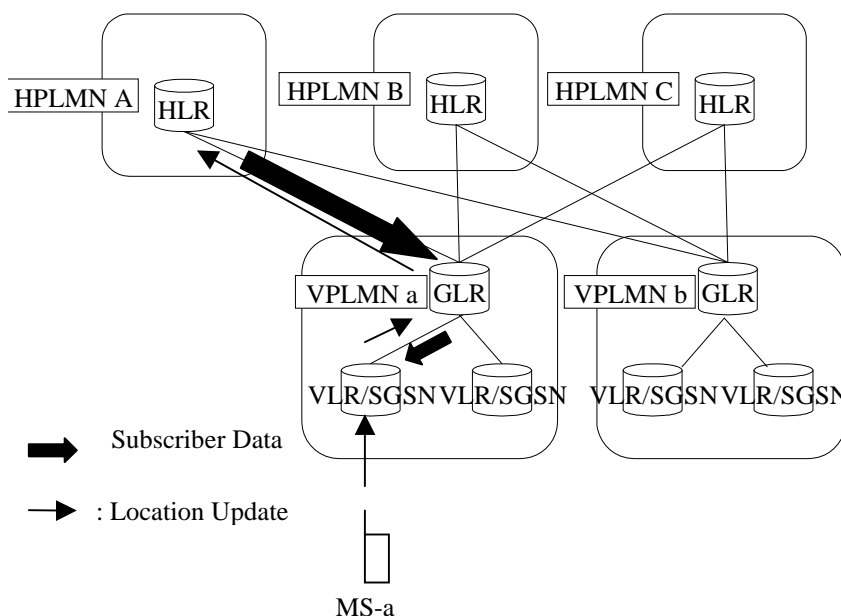 HPLMN A
HLR
HPLMN B
HLR
HPLMN C
HLR
VPLMN a
GLR
VPLMN b
GLR
VLR/SGSN
VLR/SGSN
VLR/SGSN
VLR/SGSN
Subscriber Data
: Location Update
MS-a